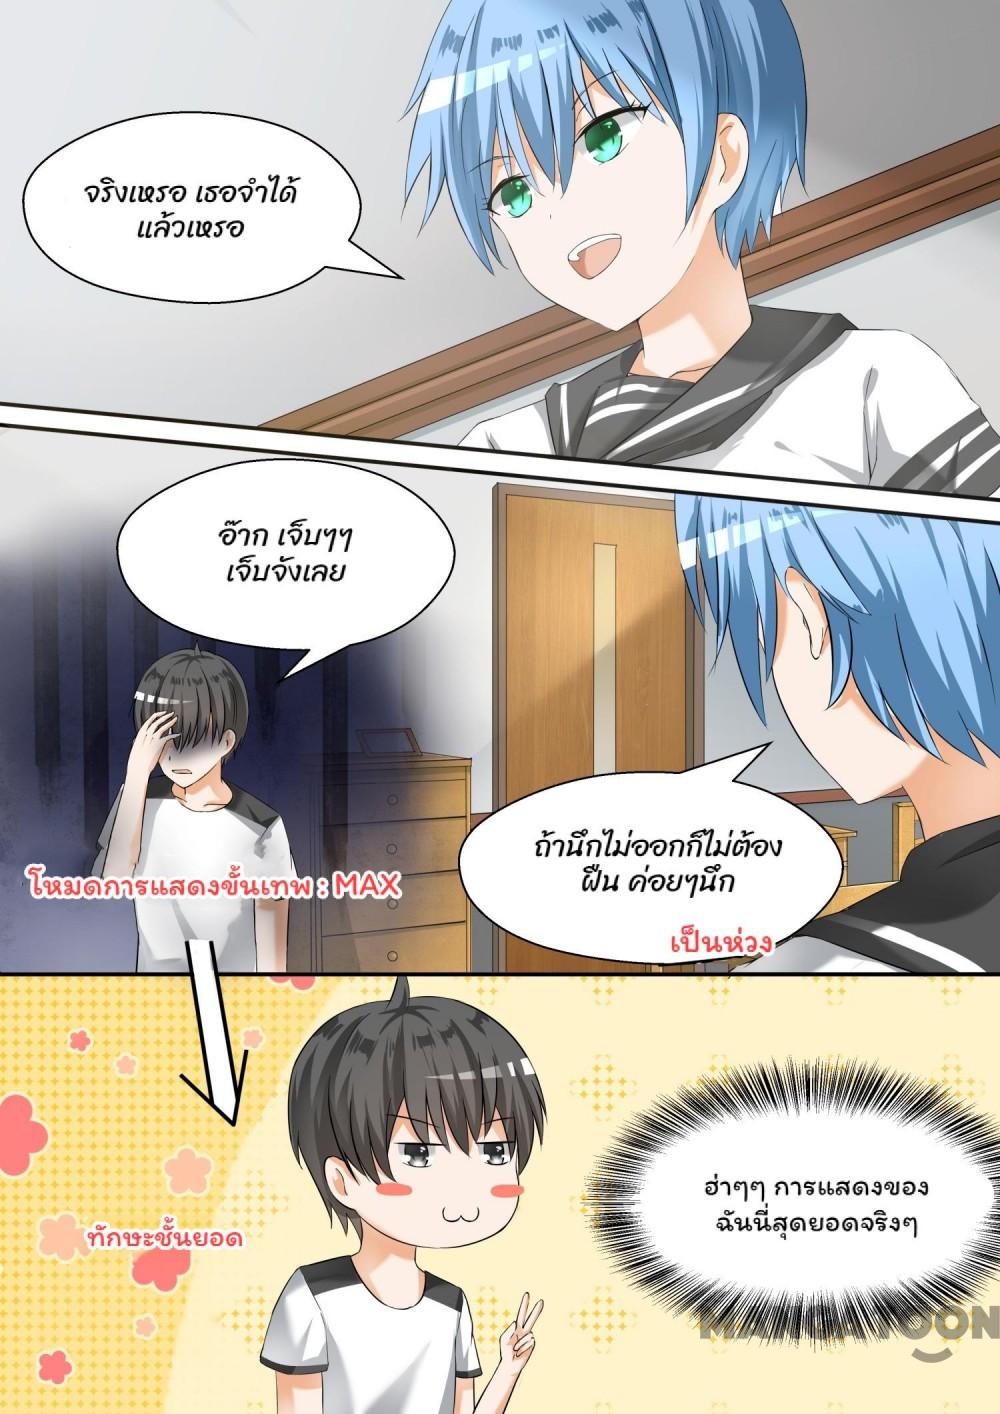 จริงเหรอ เธอจำได้
แล้วเหรอ
อ๊าก เจ็บๆๆ
เจ็บจังเลย
โหมดการแสดงขั้นเทพ : MAX
ถ้านึกไม่ออกก็ไม่ต้อง
ฝืน ค่อยๆนึก
เป็นห่วง
ฮ่าๆๆ การแสดงของ
ฉันนี่สุดยอดจริงๆ
ทักษะชั้นยอด
MANGATOON